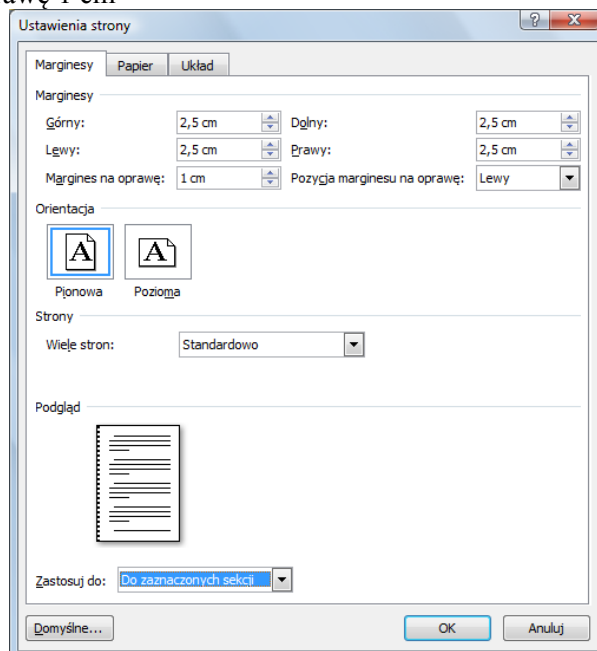 Ustawienia strony
Marginesy Papier Układ
Marginesy
Górny: 2,5 cm Dolny: 2,5 cm
Lewy: 2,5 cm Prawy: 2,5 cm
Margines na oprawę: 1 cm Pozycja marginesu na oprawę: Lewy
Orientacja
A A
Pionowa Pozioma
Strony
Wiele stron: Standardowo
Podgląd
Zastosuj do: Do zaznaczonych sekcji
Domyślne... OK Anuluj